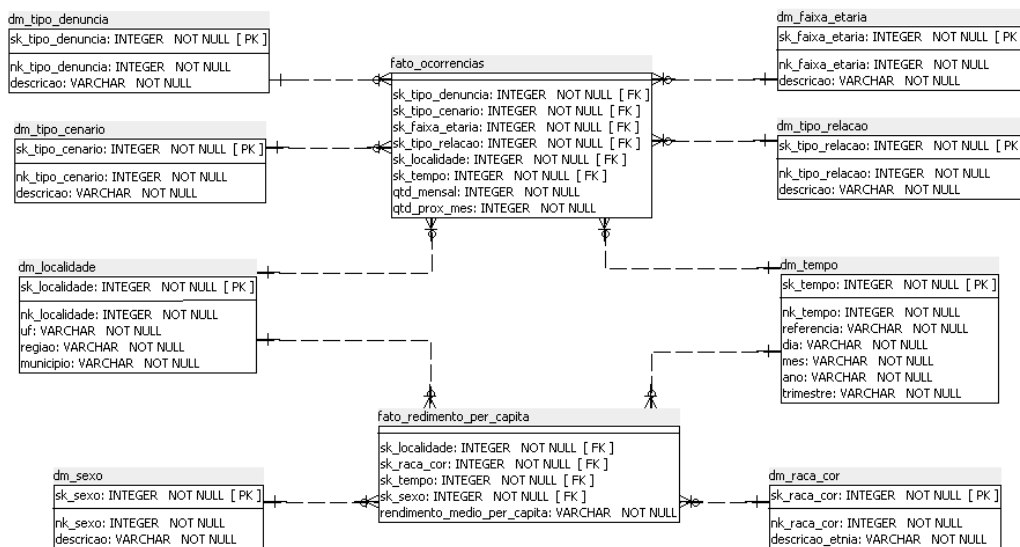 dm_tipo_denuncia
sk_tipo_denuncia: INTEGER NOT NULL [ PK ]
nk_tipo_denuncia: INTEGER NOT NULL
descricao: VARCHAR NOT NULL
dm_faixa_etaria
sk_faixa_etaria: INTEGER NOT NULL [ PK ]
nk_faixa_etaria: INTEGER NOT NULL
descricao: VARCHAR NOT NULL
fato_ocorrencias
sk_tipo_denuncia: INTEGER NOT NULL [ FK ]
sk_tipo_cenario: INTEGER NOT NULL [ FK ]
sk_faixa_etaria: INTEGER NOT NULL [ FK ]
sk_tipo_relacao: INTEGER NOT NULL [ FK ]
sk_localidade: INTEGER NOT NULL [ FK ]
sk_tempo: INTEGER NOT NULL [ FK ]
qtd_mensal: INTEGER NOT NULL
qtd_prox_mes: INTEGER NOT NULL
dm_tipo_cenario
sk_tipo_cenario: INTEGER NOT NULL [ PK ]
nk_tipo_cenario: INTEGER NOT NULL
descricao: VARCHAR NOT NULL
dm_tipo_relacao
sk_tipo_relacao: INTEGER NOT NULL [ PK ]
nk_tipo_relacao: INTEGER NOT NULL
descricao: VARCHAR NOT NULL
dm_localidade
sk_localidade: INTEGER NOT NULL [ PK ]
nk_localidade: INTEGER NOT NULL
uf: VARCHAR NOT NULL
regiao: VARCHAR NOT NULL
municipio: VARCHAR NOT NULL
dm_tempo
sk_tempo: INTEGER NOT NULL [ PK ]
nk_tempo: INTEGER NOT NULL
referencia: VARCHAR NOT NULL
dia: VARCHAR NOT NULL
mes: VARCHAR NOT NULL
ano: VARCHAR NOT NULL
trimestre: VARCHAR NOT NULL
fato_redimento_per_capita
sk_localidade: INTEGER NOT NULL [ FK ]
sk_raca_cor: INTEGER NOT NULL [ FK ]
sk_tempo: INTEGER NOT NULL [ FK ]
sk_sexo: INTEGER NOT NULL [ FK ]
rendimento_medio_per_capita: VARCHAR NOT NULL
dm_sexo
sk_sexo: INTEGER NOT NULL [ PK ]
nk_sexo: INTEGER NOT NULL
descricao: VARCHAR NOT NULL
dm_raca_cor
sk_raca_cor: INTEGER NOT NULL [ PK ]
nk_raca_cor: INTEGER NOT NULL
descricao_etnia: VARCHAR NOT NULL